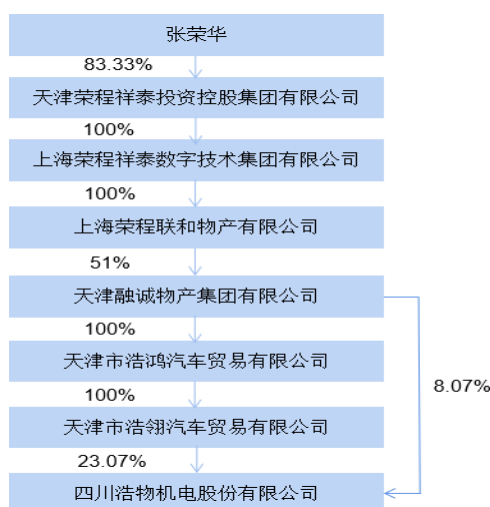 张荣华
83.33%
天津荣程祥泰投资控股集团有限公司
100%
上海荣程祥泰数字技术集团有限公司
100%
上海荣程联和物产有限公司
51%
天津融诚物产集团有限公司
100%
天津市浩鸿汽车贸易有限公司
8.07%
100%
天津市浩翎汽车贸易有限公司
23.07%
四川浩物机电股份有限公司